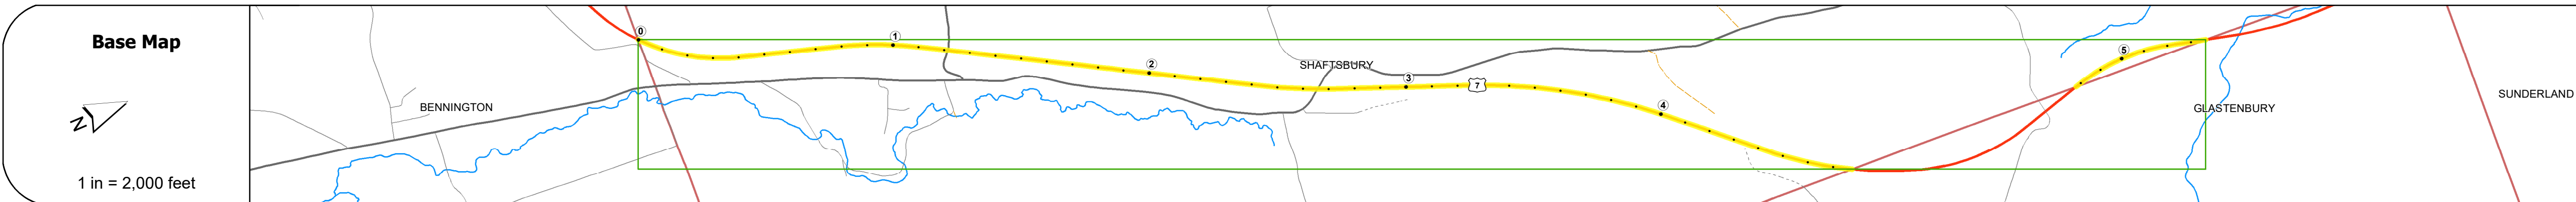 Base Map
N
1 in = 2,000 feet
BENNINGTON
0
1
2
SHAFTSBURY
3
7
4
5
GLASTENBURY
SUNDERLAND